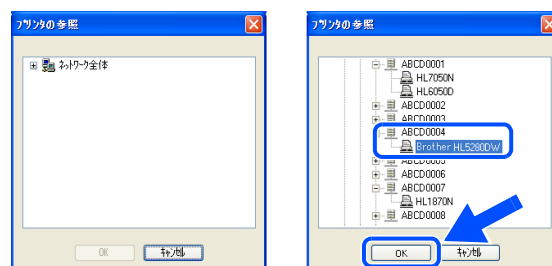 プリンタの参照
ネットワーク全体
OK
キャンセル
プリンタの参照
ABCD0001
HL7050N
HL6050D
ABCD0002
ABCD0003
ABCD0004
Brother HL5280DW
ABCD0005
ABCD0006
ABCD0007
HL1870N
ABCD0008
OK
キャンセル